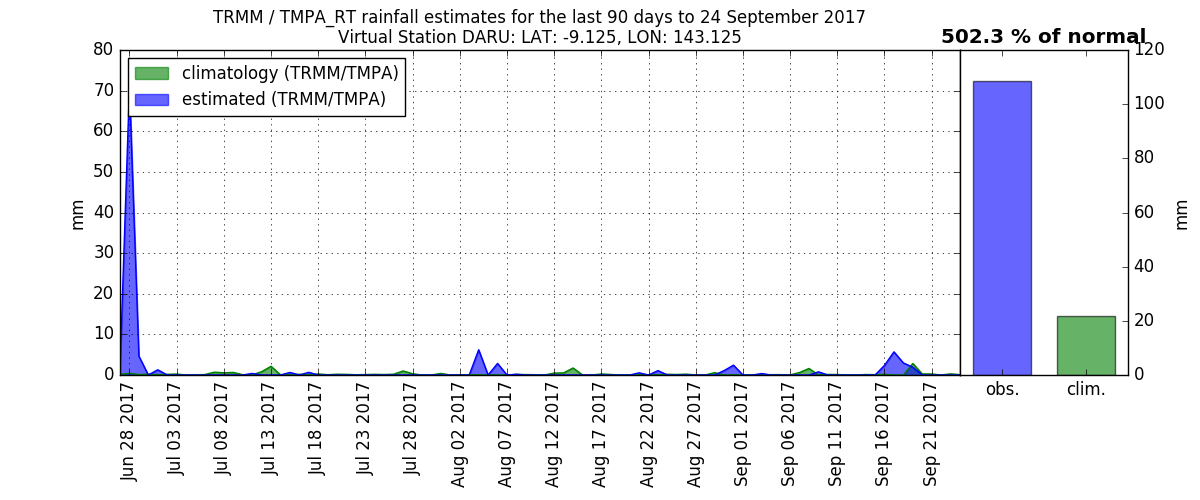 TRMM / TMPA_RT rainfall estimates for the last 90 days to 24 September 2017
Virtual Station DARU: LAT: -9.125, LON: 143.125
502.3 % of normal
climatology (TRMM/TMPA)
estimated (TRMM/TMPA)
80
70
60
50
40
30
20
10
0
mm
120
100
80
60
40
20
0
mm
Jun 28 2017
Jul 03 2017
Jul 08 2017
Jul 13 2017
Jul 18 2017
Jul 23 2017
Jul 28 2017
Aug 02 2017
Aug 07 2017
Aug 12 2017
Aug 17 2017
Aug 22 2017
Aug 27 2017
Sep 01 2017
Sep 06 2017
Sep 11 2017
Sep 16 2017
Sep 21 2017
obs.
clim.